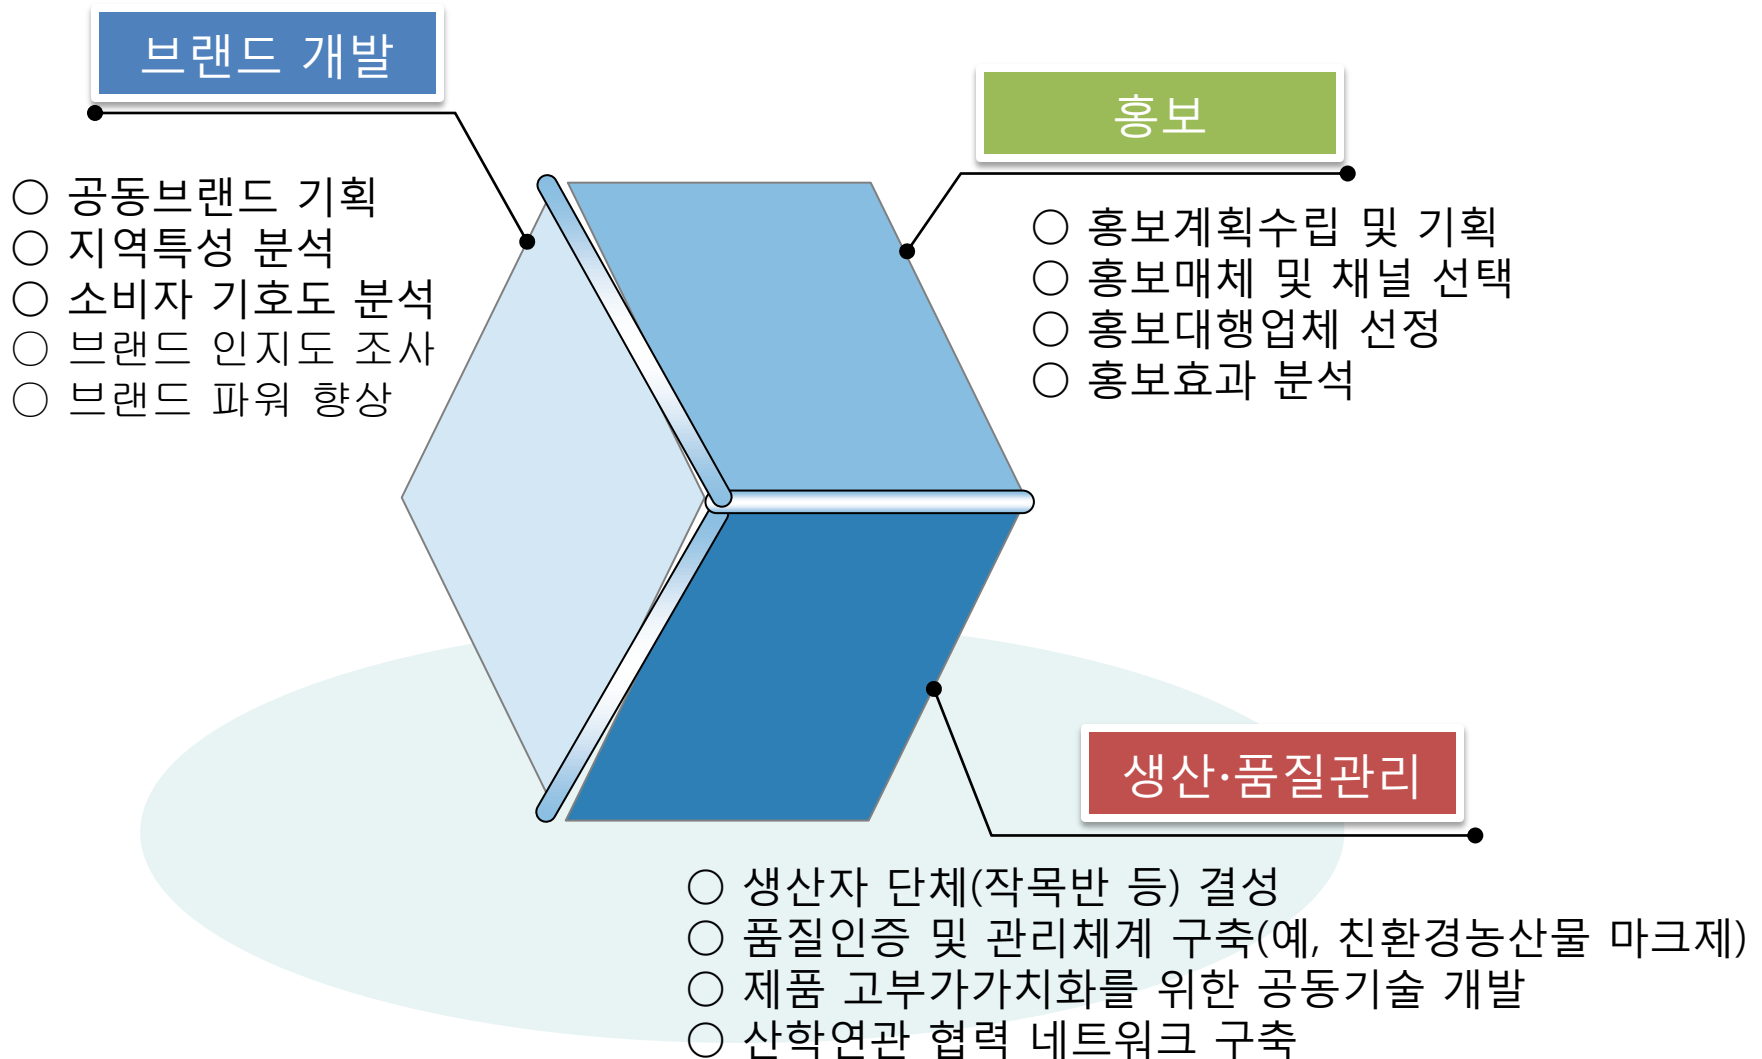 브랜드 개발
○ 공동브랜드 기획
○ 지역특성 분석
○ 소비자 기호도 분석
○ 브랜드 인지도 조사
○ 브랜드 파워 향상
홍보
○ 홍보계획수립 및 기획
○ 홍보매체 및 채널 선택
○ 홍보대행업체 선정
○ 홍보효과 분석
생산·품질관리
○ 생산자 단체(작목반 등) 결성
○ 품질인증 및 관리체계 구축(예, 친환경농산물 마크제)
○ 제품 고부가가치화를 위한 공동기술 개발
○ 산학연관 협력 네트워크 구축